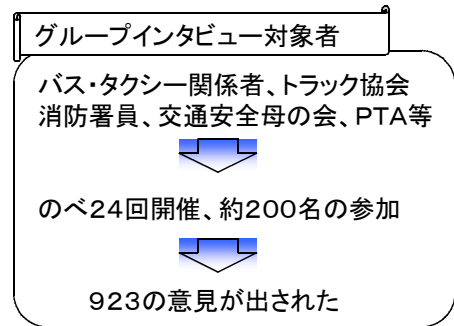 グループインタビュー対象者
バス・タクシー関係者、トラック協会
消防署員、交通安全母の会、PTA等
のべ24回開催、約200名の参加
923の意見が出された